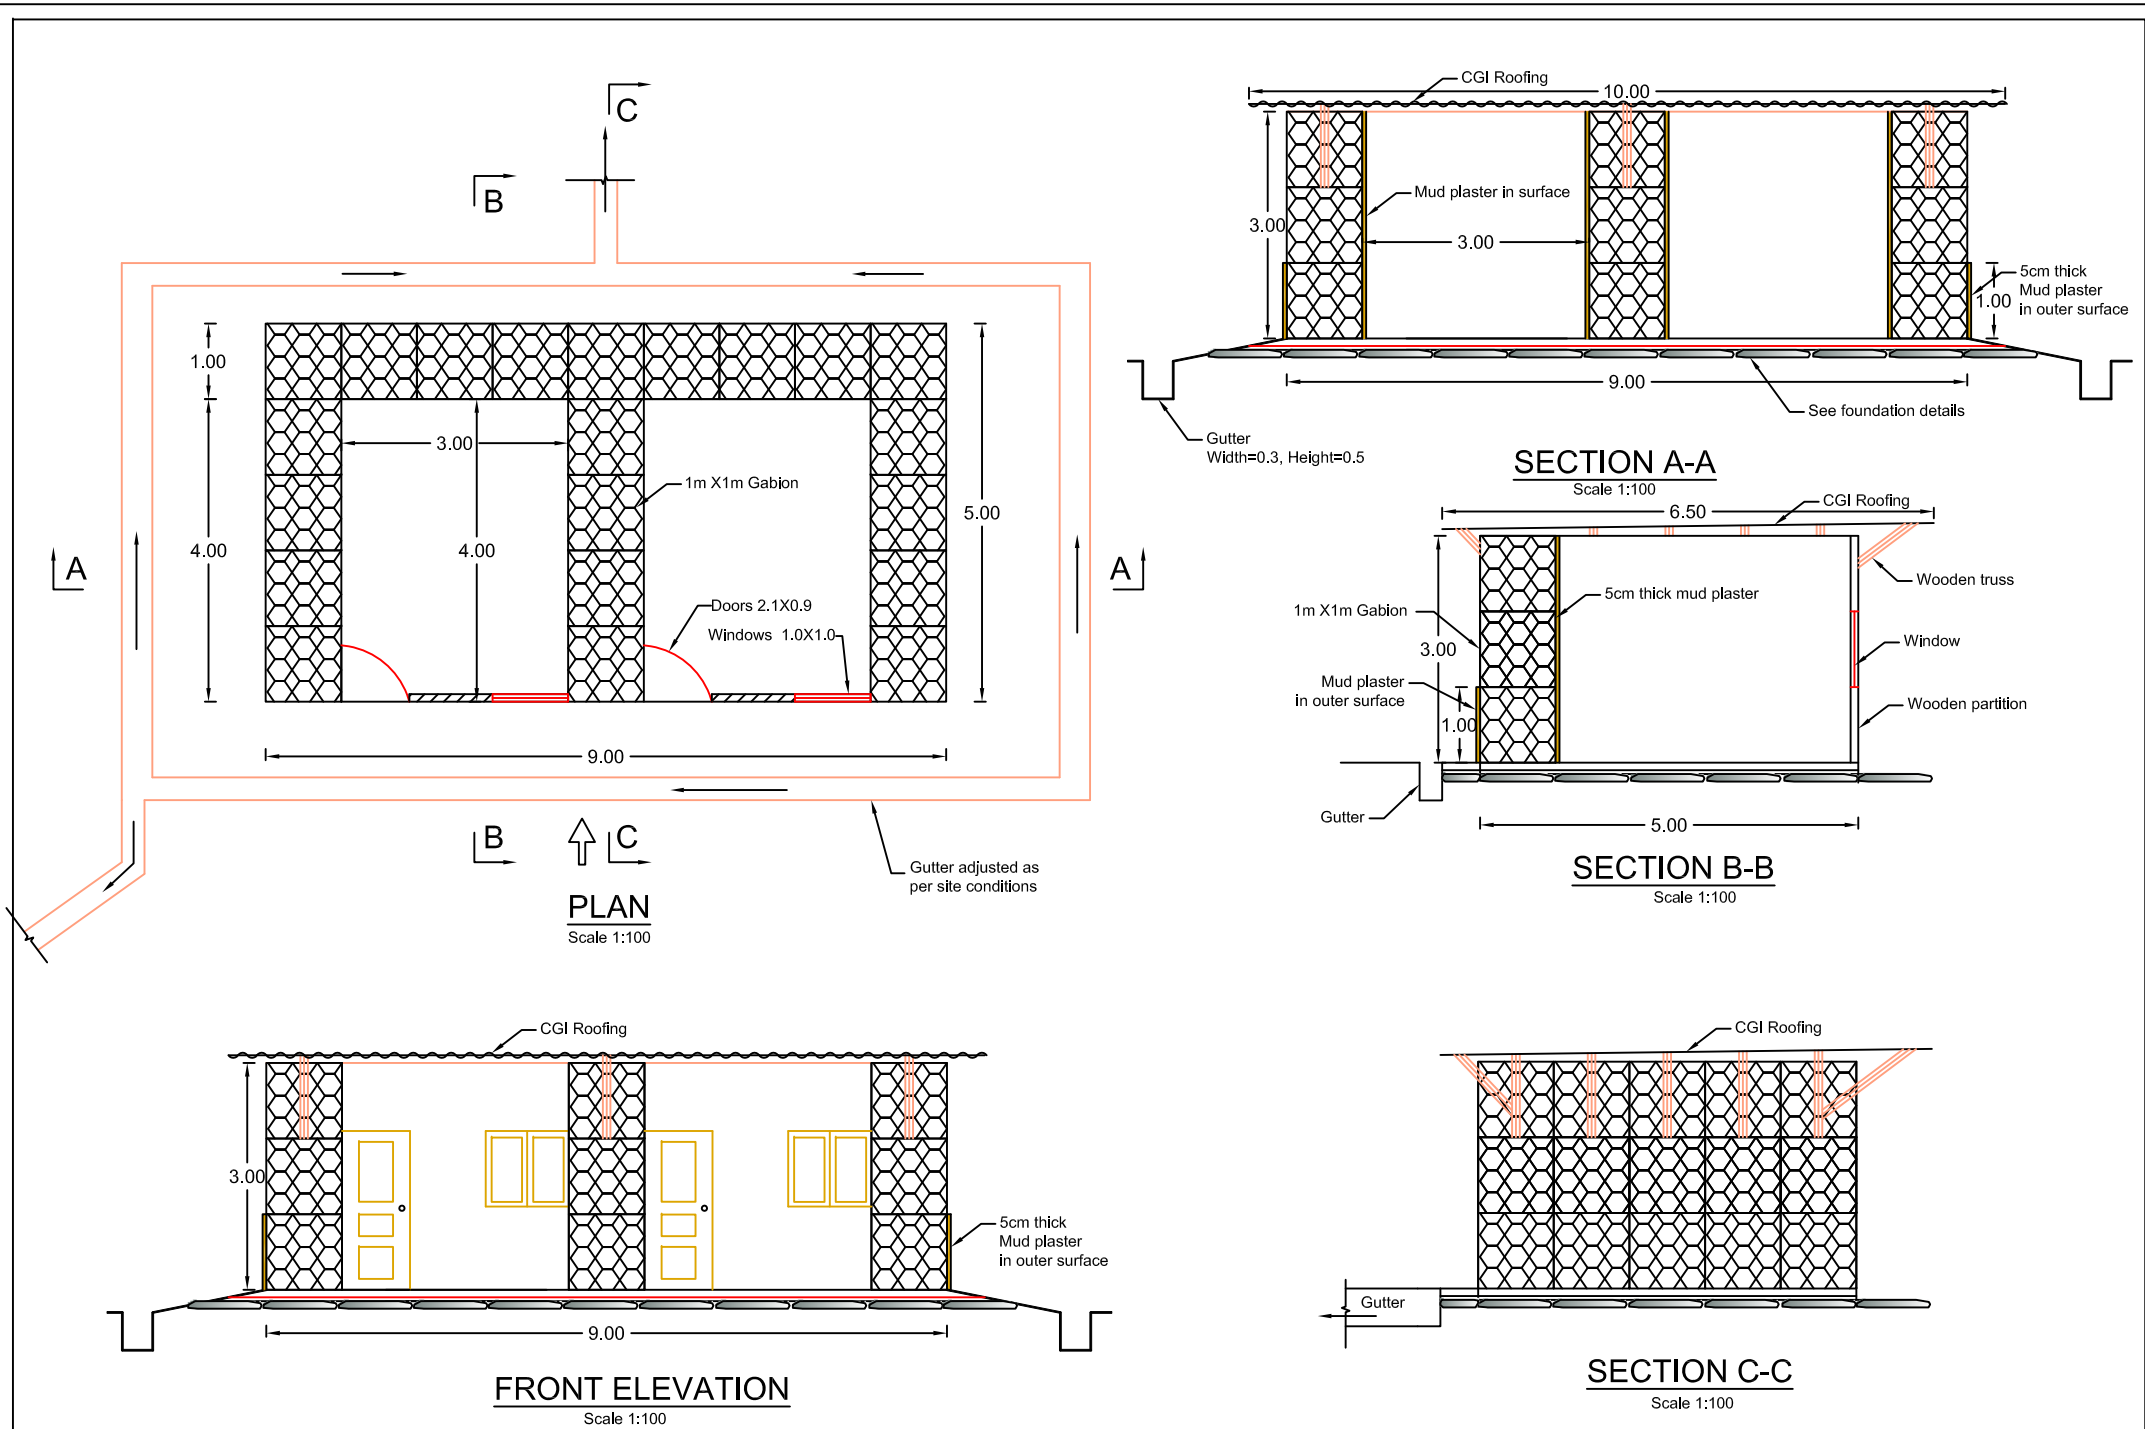 C
B
1.00
3.00
1m X1m Gabion
5.00
4.00
4.00
A
A
Doors 2.1X0.9
Windows 1.0X1.0
9.00
B
C
Gutter adjusted as
per site conditions
PLAN
Scale 1:100
CGI Roofing
10.00
Mud plaster in surface
3.00
3.00
5cm thick
Mud plaster
in outer surface
1.00
9.00
See foundation details
Gutter
Width=0.3, Height=0.5
SECTION A-A
Scale 1:100
CGI Roofing
6.50
Wooden truss
5cm thick mud plaster
1m X1m Gabion
3.00
Window
Mud plaster
in outer surface
1.00
Wooden partition
Gutter
5.00
SECTION B-B
Scale 1:100
CGI Roofing
3.00
5cm thick
Mud plaster
in outer surface
9.00
FRONT ELEVATION
Scale 1:100
CGI Roofing
Gutter
SECTION C-C
Scale 1:100